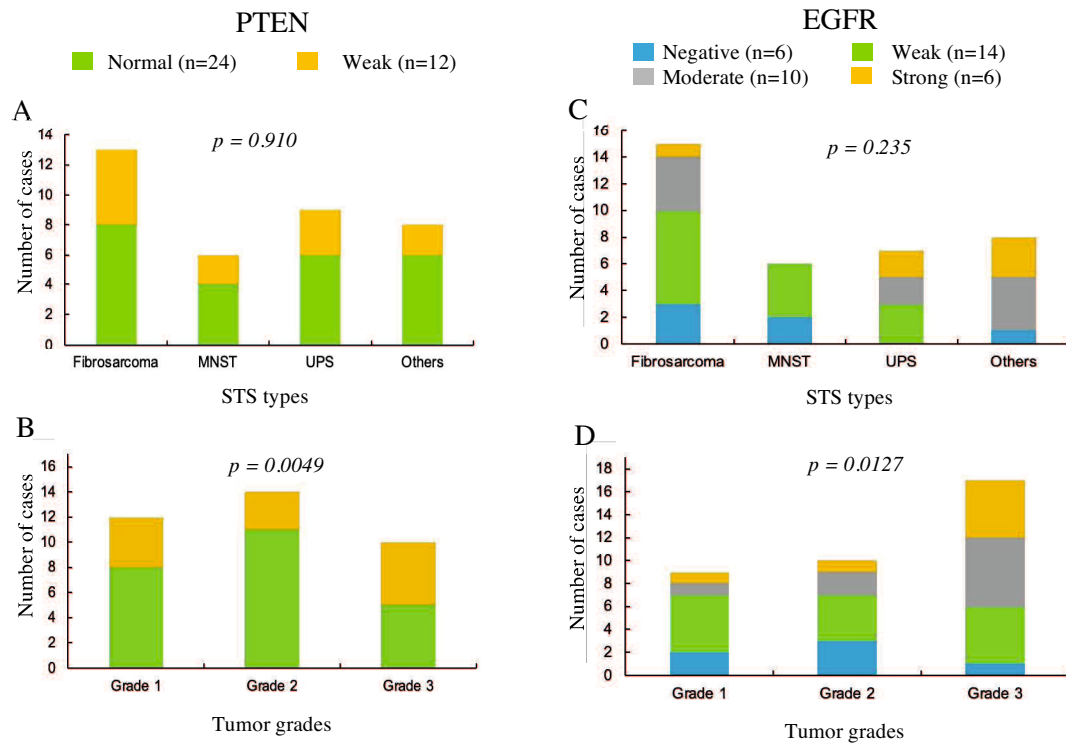 PTEN
Normal (n=24)
Weak (n=12)
A
p = 0.910
Number of cases
14
12
10
8
6
4
2
0
Fibrosarcoma
MNST
UPS
Others
STS types
B
p = 0.0049
Number of cases
16
14
12
10
8
6
4
2
0
Grade 1
Grade 2
Grade 3
Tumor grades
EGFR
Negative (n=6)
Weak (n=14)
Moderate (n=10)
Strong (n=6)
C
p = 0.235
Number of cases
16
14
12
10
8
6
4
2
0
Fibrosarcoma
MNST
UPS
Others
STS types
D
p = 0.0127
Number of cases
18
16
14
12
10
8
6
4
2
0
Grade 1
Grade 2
Grade 3
Tumor grades